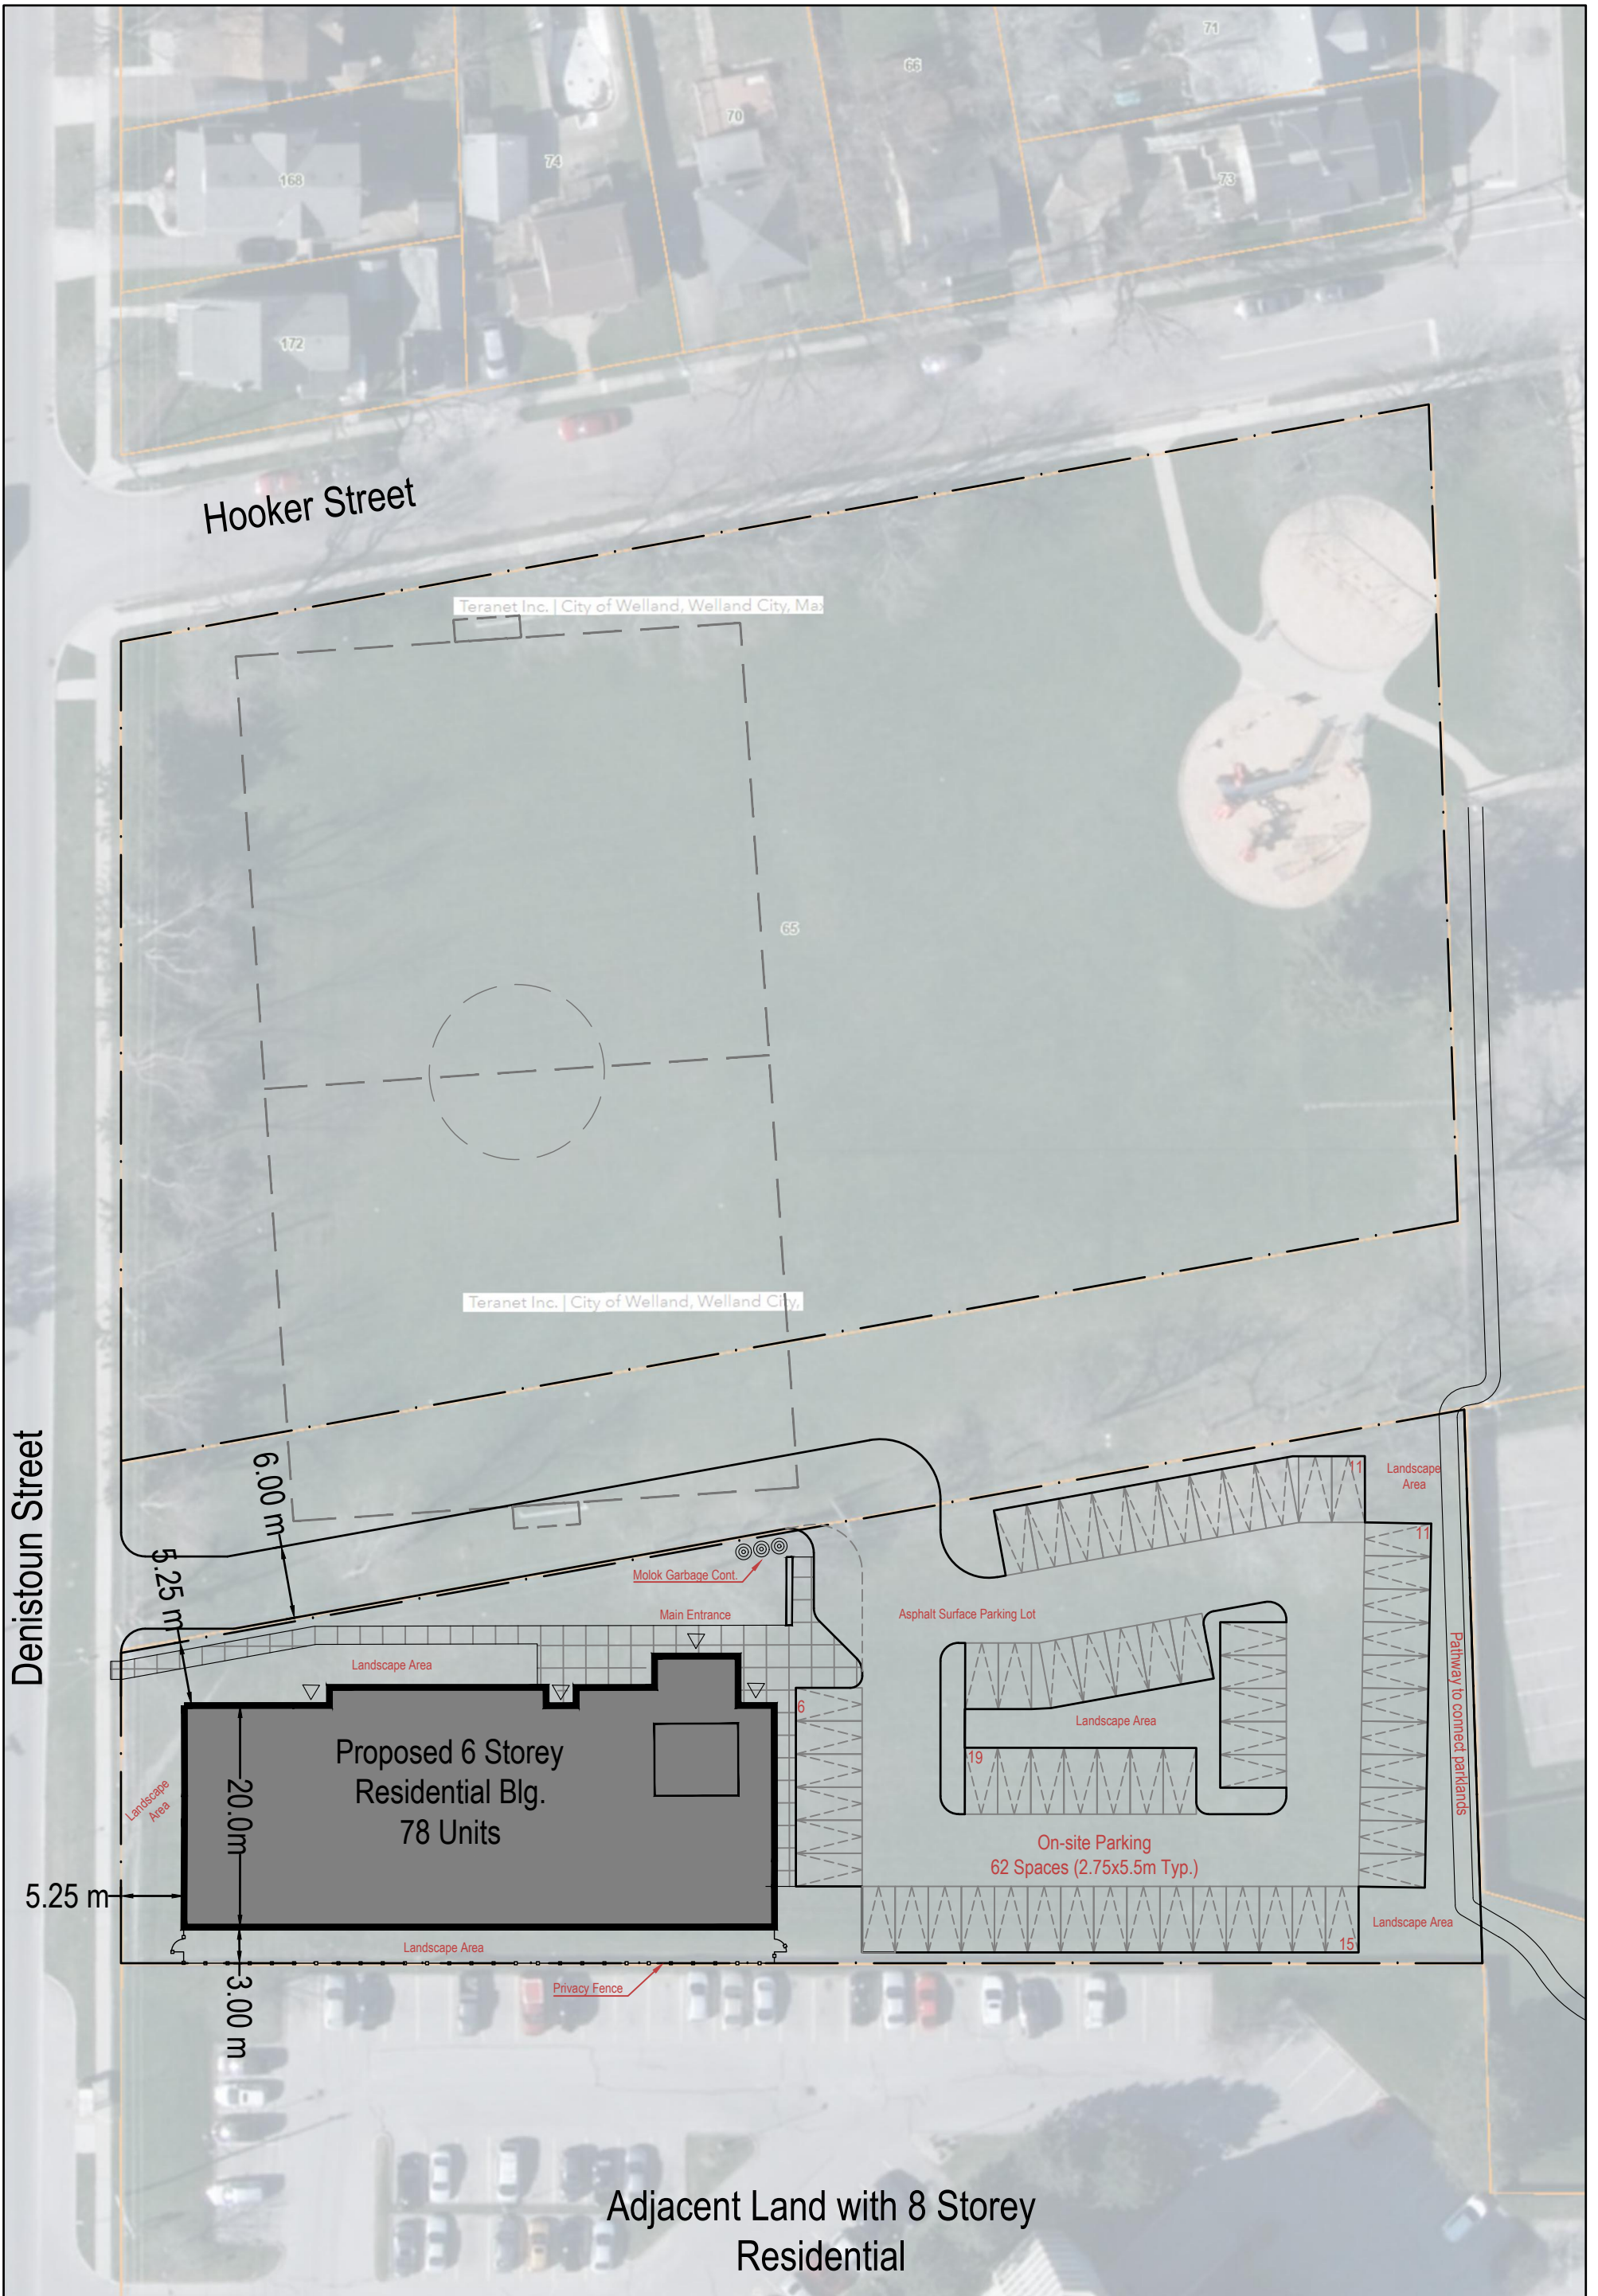 71
66
70
74
168
73
172
Hooker Street
Teranet Inc. | City of Welland, Welland City, Max
65
Teranet Inc. | City of Welland, Welland City,
Denistoun Street
6.00 m
5.25 m
11
Landscape
Area
11
Molok Garbage Cont.
Main Entrance
Asphalt Surface Parking Lot
Landscape Area
Pathway to connect parklands
6
Landscape Area
19
Proposed 6 Storey
Residential Blg.
78 Units
20.0m
Landscape
Area
On-site Parking
62 Spaces (2.75x5.5m Typ.)
5.25 m
Landscape Area
15
Landscape Area
Privacy Fence
3.00 m
Adjacent Land with 8 Storey
Residential